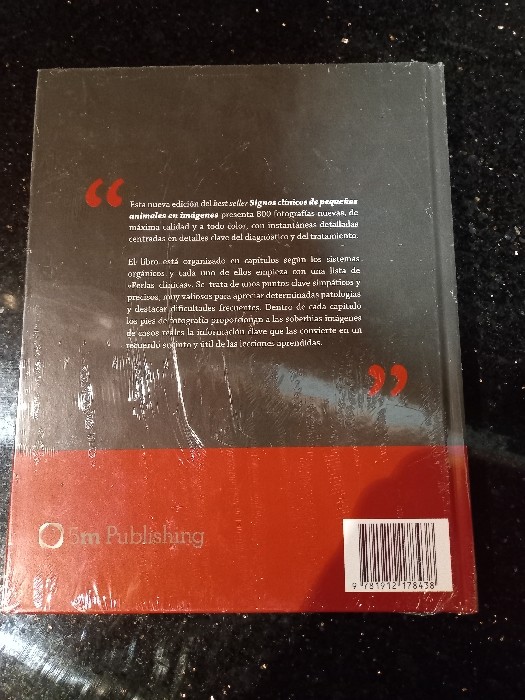 “
Esta nueva edición del best seller Signos clínicos de pequeños
animales en imágenes presenta 800 fotografías nuevas, de
máxima calidad y a todo color, con instantáneas detalladas
centradas en detalles clave del diagnóstico y del tratamiento.
El libro está organizado en capítulos según los sistemas
orgánicos y cada uno de ellos empieza con una lista de
«Perlas clínicas». Se trata de unos puntos clave simpáticos y
precisos, muy valiosos para aprender determinadas patologías
y destacar dificultades frecuentes. Dentro de cada capítulo
los pies de fotografía proporcionan a las soberbias imágenes
de casos reales la información clave que las convierte en un
recuerdo sucinto y útil de las lecciones aprendidas.
”
5m Publishing
9 781912 178438